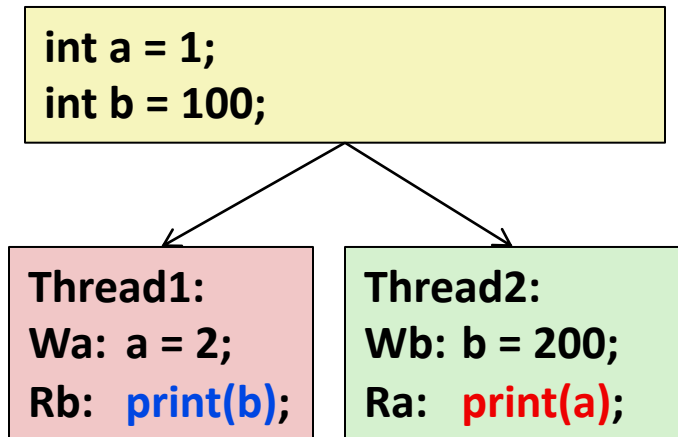 int a = 1;
int b = 100;
Thread1:
Wa: a = 2;
Rb: print(b);
Thread2:
Wb: b = 200;
Ra: print(a);